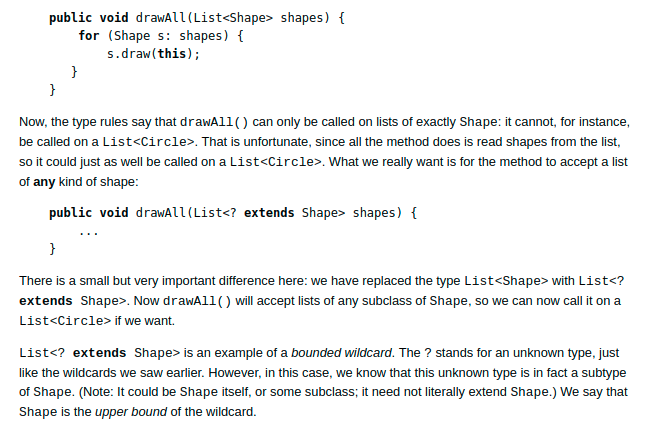 public void drawAll(List<Shape> shapes) {
    for (Shape s: shapes) {
        s.draw(this);
   }
}
Now, the type rules say that drawAll() can only be called on lists of exactly Shape: it cannot, for instance,
be called on a List<Circle>. That is unfortunate, since all the method does is read shapes from the list,
so it could just as well be called on a List<Circle>. What we really want is for the method to accept a list
of any kind of shape:
public void drawAll(List<? extends Shape> shapes) {
    ...
}
There is a small but very important difference here: we have replaced the type List<Shape> with List<?
extends Shape>. Now drawAll() will accept lists of any subclass of Shape, so we can now call it on a
List<Circle> if we want.
List<? extends Shape> is an example of a bounded wildcard. The ? stands for an unknown type, just
like the wildcards we saw earlier. However, in this case, we know that this unknown type is in fact a subtype
of Shape. (Note: It could be Shape itself, or some subclass; it need not literally extend Shape.) We say that
Shape is the upper bound of the wildcard.